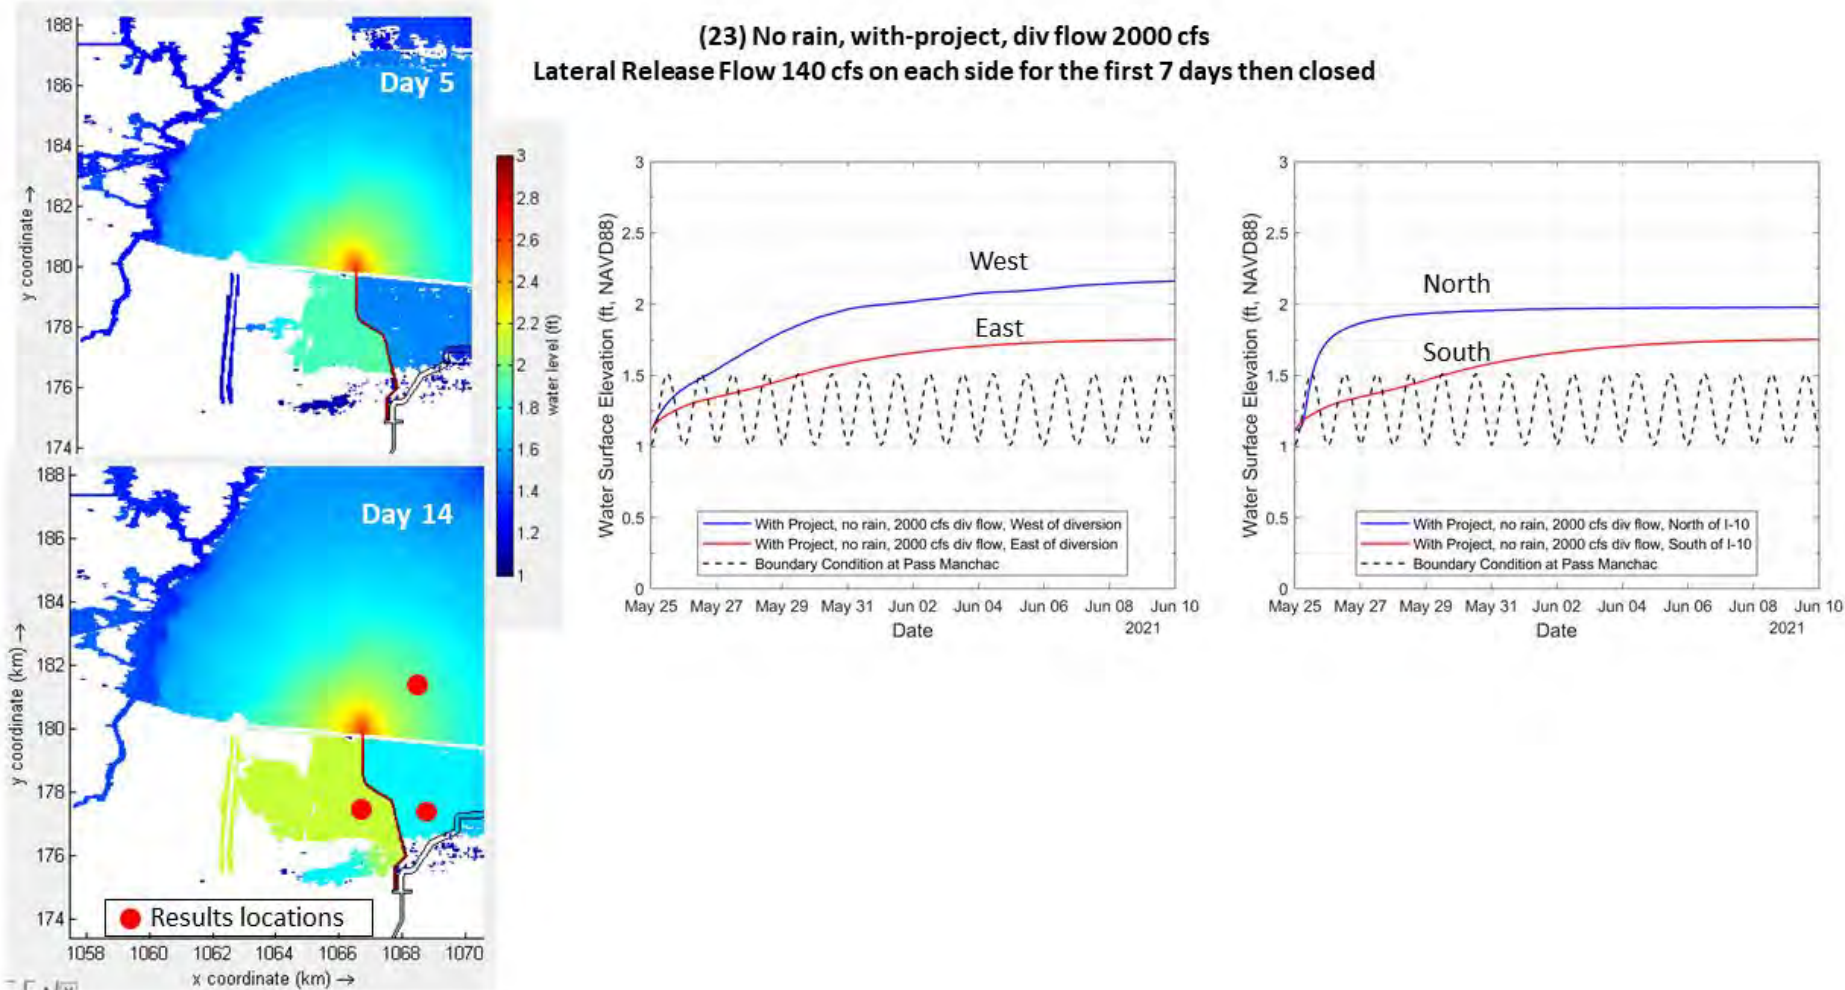 (23) No rain, with-project, div flow 2000 cfs
Lateral Release Flow 140 cfs on each side for the first 7 days then closed
188
186
184
182
180
178
176
174
y coordinate →
Day 5
3
2.8
2.6
2.4
2.2
2
1.8
1.6
1.4
1.2
1
water level (ft)
188
186
184
182
180
178
176
174
y coordinate (km) →
Day 14
Results locations
1058 1060 1062 1064 1066 1068 1070
x coordinate (km) →
3
2.5
2
1.5
1
0.5
0
Water Surface Elevation (ft, NAVD88)
West
East
With Project, no rain, 2000 cfs div flow, West of diversion
With Project, no rain, 2000 cfs div flow, East of diversion
Boundary Condition at Pass Manchac
May 25 May 27 May 29 May 31 Jun 02 Jun 04 Jun 06 Jun 08 Jun 10
Date
2021
3
2.5
2
1.5
1
0.5
0
Water Surface Elevation (ft, NAVD88)
North
South
With Project, no rain, 2000 cfs div flow, North of I-10
With Project, no rain, 2000 cfs div flow, South of I-10
Boundary Condition at Pass Manchac
May 25 May 27 May 29 May 31 Jun 02 Jun 04 Jun 06 Jun 08 Jun 10
Date
2021